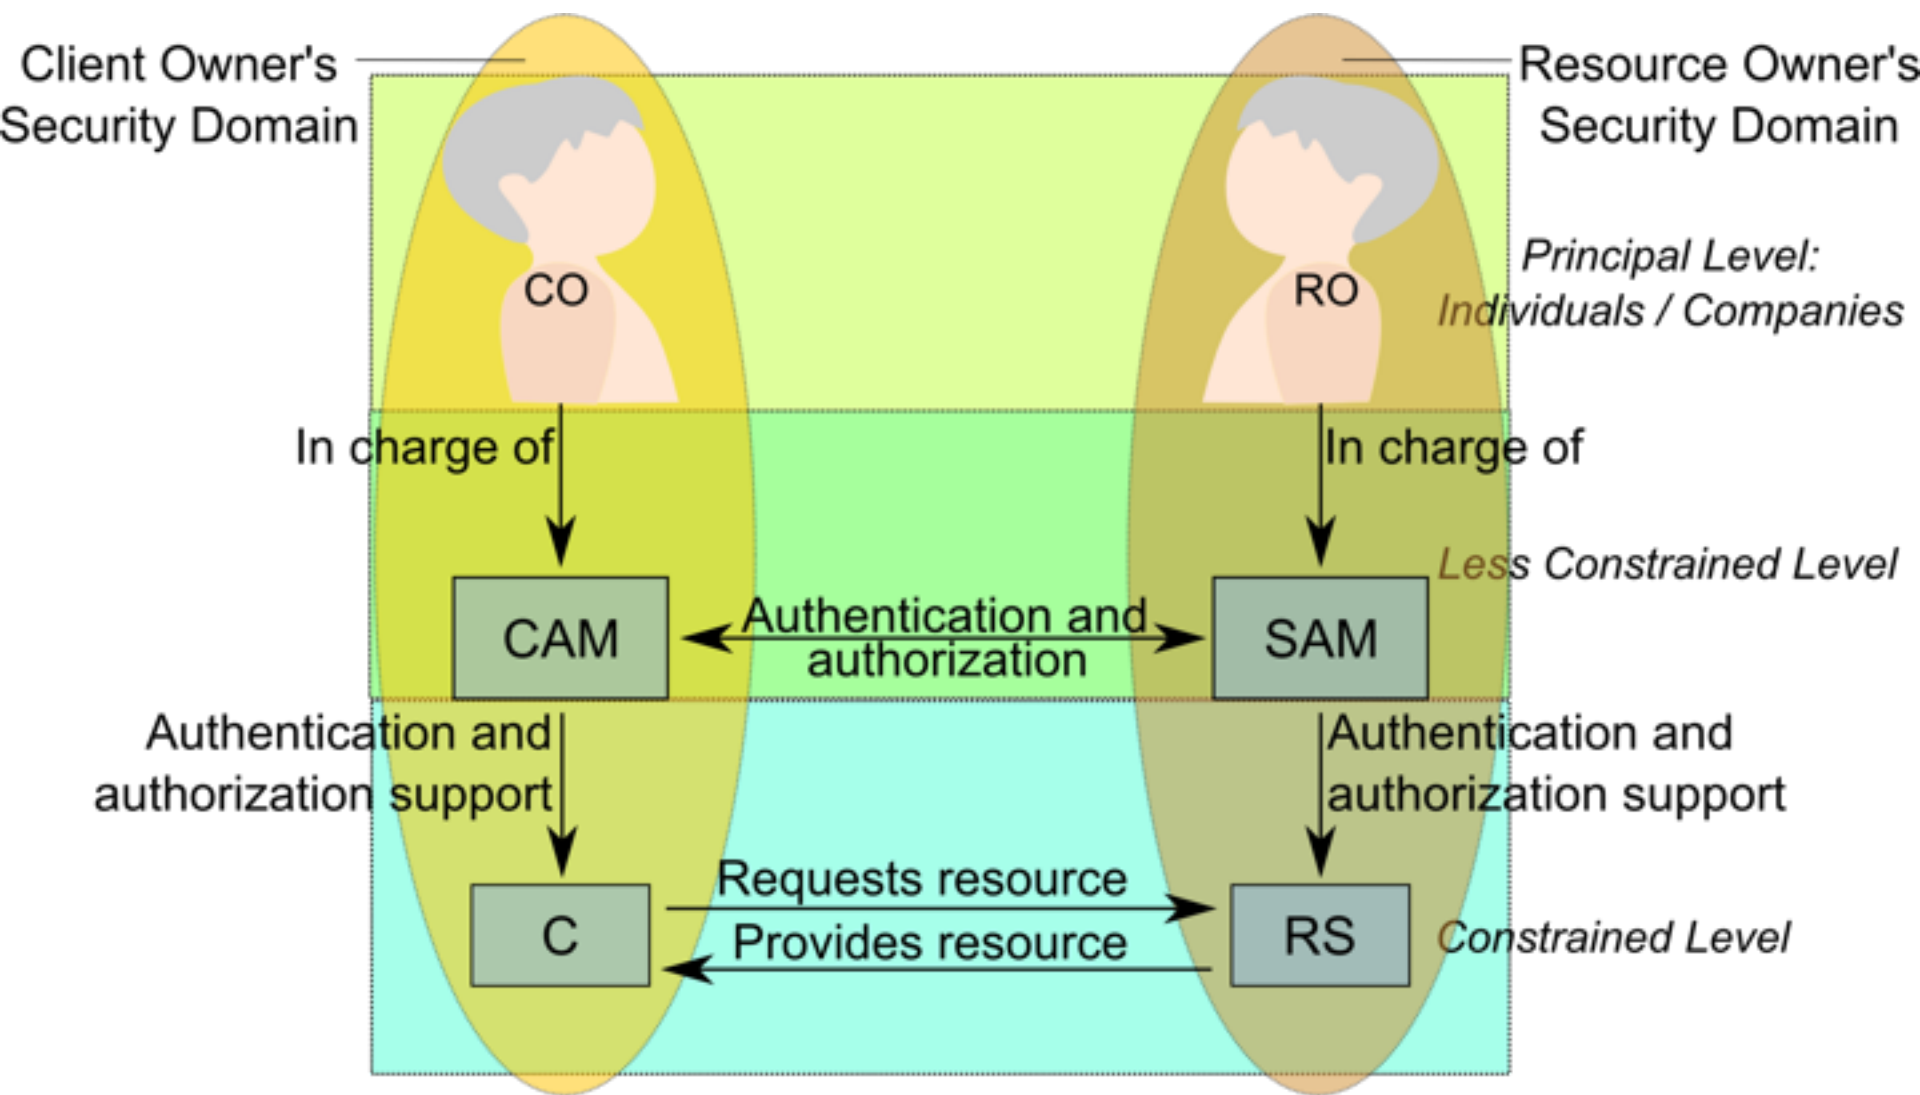 Client Owner's
Security Domain
Resource Owner's
Security Domain
CO
RO
Principal Level:
Individuals / Companies
In charge of
In charge of
Less Constrained Level
CAM
Authentication and
authorization
SAM
Authentication and
authorization support
Authentication and
authorization support
Requests resource
Provides resource
C
RS
Constrained Level